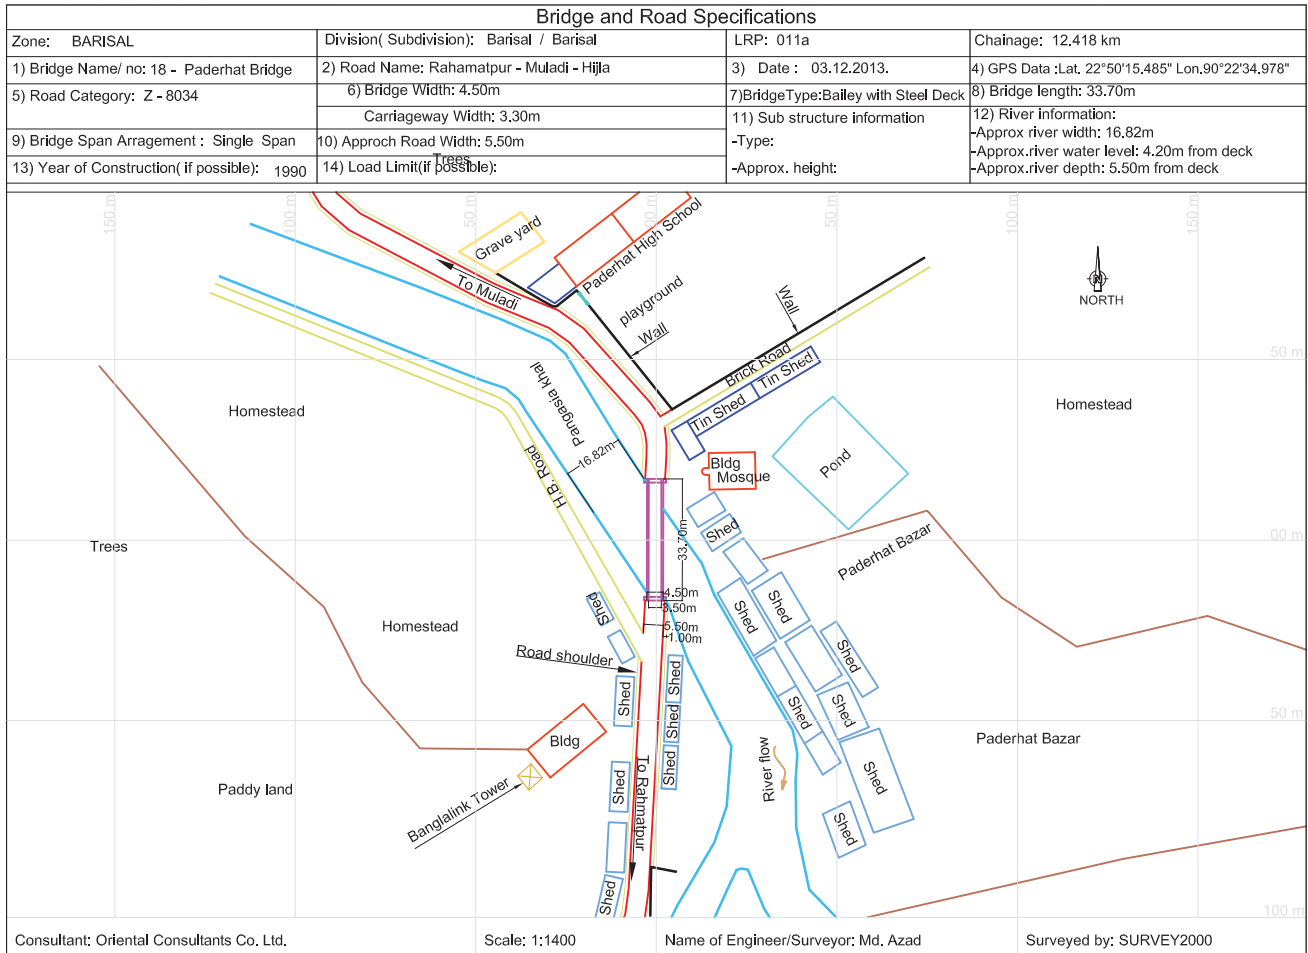 Bridge and Road Specifications
Zone: BARISAL
Division( Subdivision): Barisal / Barisal
LRP: 011a
Chainage: 12.418 km
1) Bridge Name/ no: 18 - Paderhat Bridge
2) Road Name: Rahamatpur - Muladi - Hijla
3) Date : 03.12.2013.
4) GPS Data :Lat. 22°50'15.485" Lon.90°22'34.978"
5) Road Category: Z - 8034
6) Bridge Width: 4.50m
Carriageway Width: 3.30m
7)BridgeType:Bailey with Steel Deck
8) Bridge length: 33.70m
9) Bridge Span Arragement : Single Span
10) Approch Road Width: 5.50m
11) Sub structure information
-Type:
-Approx. height:
12) River information:
-Approx river width: 16.82m
-Approx.river water level: 4.20m from deck
-Approx.river depth: 5.50m from deck
13) Year of Construction( if possible): 1990
Trees
14) Load Limit(if possible):
150 m
100 m
50 m
00 m
50 m
100 m
150 m
Grave yard
Paderhat High School
To Muladi
playground
Wall
Wall
NORTH
50 m
Brick Road
Tin Shed
Tin Shed
Homestead
Homestead
Pangasia khal
16.82m
H.B. Road
Bldg
Mosque
Pond
33.70m
Shed
Trees
00 m
Paderhat Bazar
4.50m
3.50m
5.50m
1.00m
Shed
Shed
Shed
Homestead
Road shoulder
Shed
Shed
Shed
Shed
Shed
Shed
Shed
50 m
Bldg
Paderhat Bazar
River flow
Shed
Shed
Shed
To Rahmatpur
Paddy land
Banglalink Tower
Shed
Shed
100 m
Consultant: Oriental Consultants Co. Ltd.
Scale: 1:1400
Name of Engineer/Surveyor: Md. Azad
Surveyed by: SURVEY2000